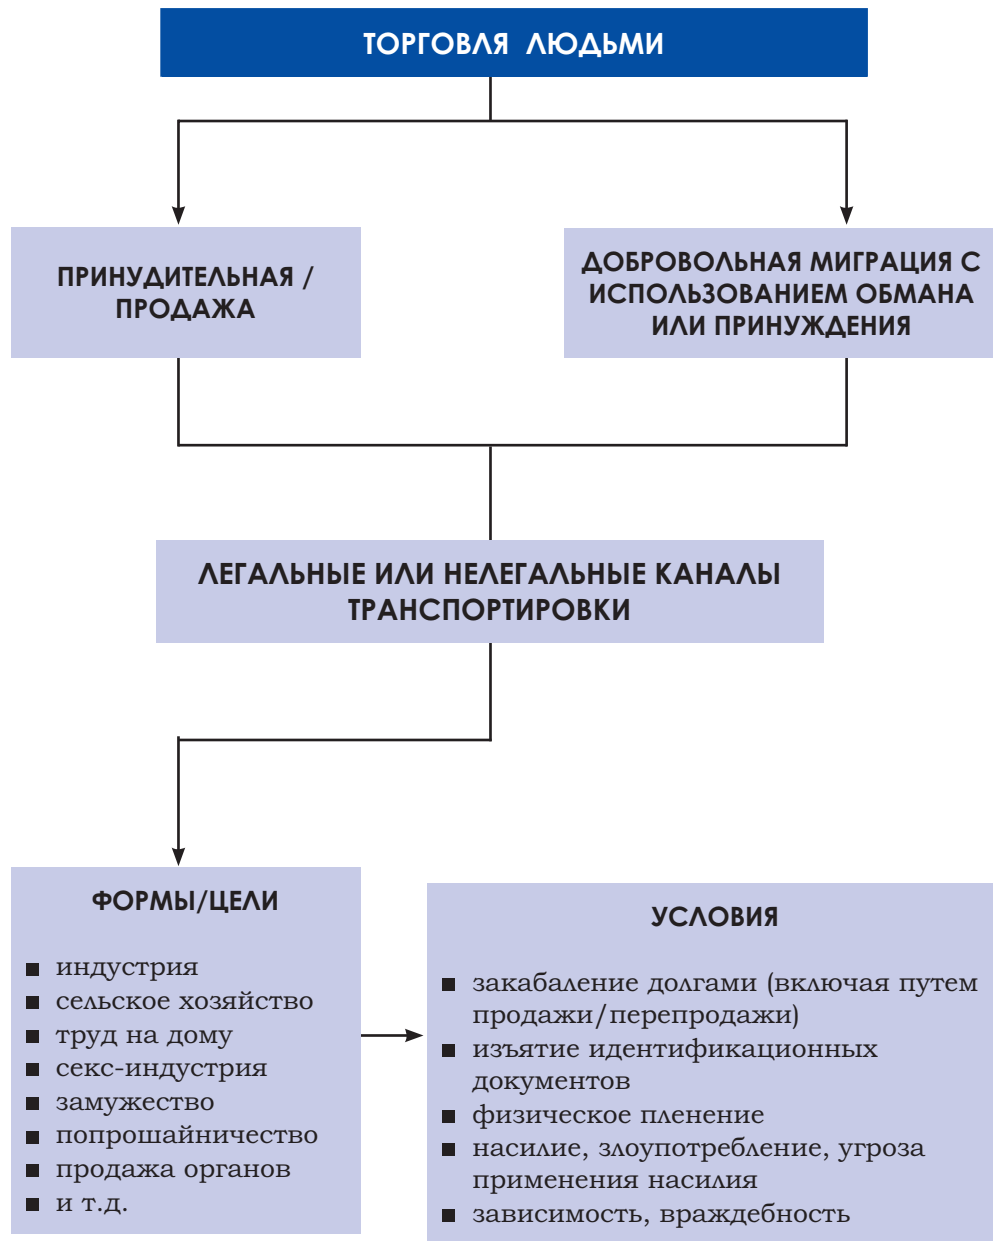 ТОРГОВЛЯ ЛЮДЬМИ
ПРИНУДИТЕЛЬНАЯ /
ПРОДАЖА
ДОБРОВОЛЬНАЯ МИГРАЦИЯ С
ИСПОЛЬЗОВАНИЕМ ОБМАНА
ИЛИ ПРИНУЖДЕНИЯ
ЛЕГАЛЬНЫЕ ИЛИ НЕЛЕГАЛЬНЫЕ КАНАЛЫ
ТРАНСПОРТИРОВКИ
ФОРМЫ/ЦЕЛИ
■ индустрия
■ сельское хозяйство
■ труд на дому
■ секс-индустрия
■ замужество
■ попрошайничество
■ продажа органов
■ и т.д.
УСЛОВИЯ
■ закабаление долгами (включая путем
продажи/перепродажи)
■ изъятие идентификационных
документов
■ физическое пленение
■ насилие, злоупотребление, угроза
применения насилия
■ зависимость, враждебность